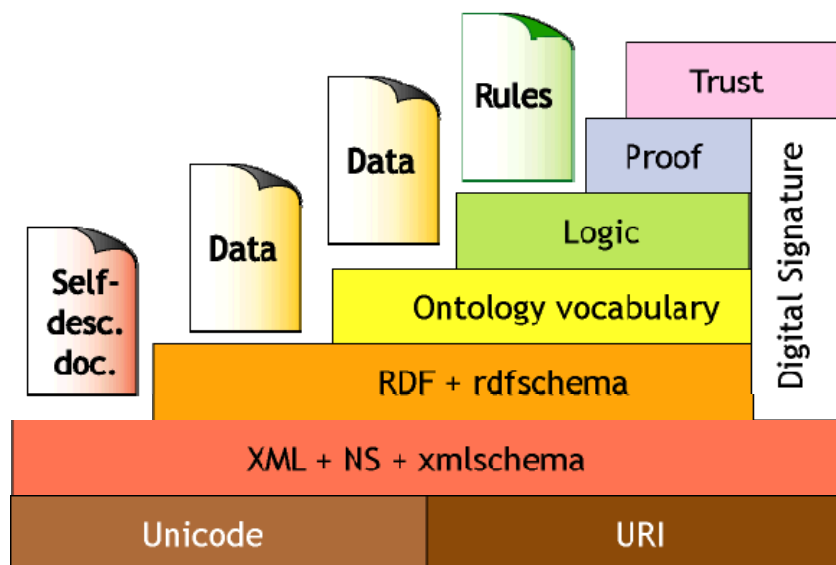 Rules
Trust
Data
Proof
Data
Logic
Self-
desc.
doc.
Ontology vocabulary
Digital Signature
RDF + rdfschema
XML + NS + xmlschema
Unicode
URI